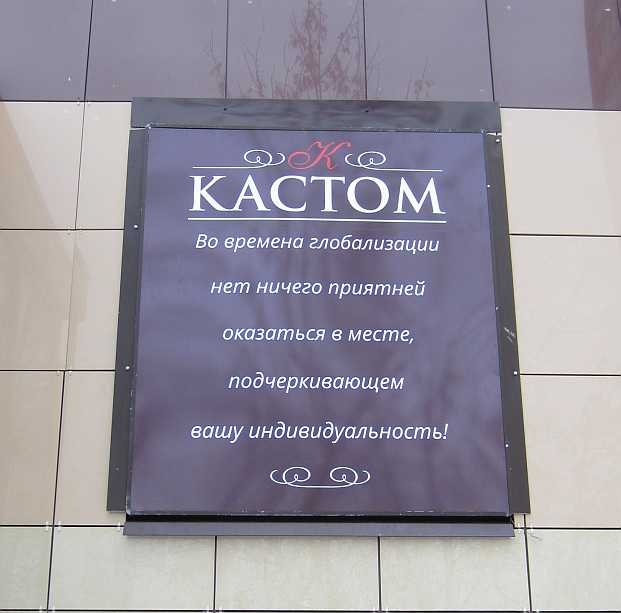 К
КАСТОМ
Во времена глобализации
нет ничего приятней
оказаться в месте,
подчеркивающем
вашу индивидуальность!